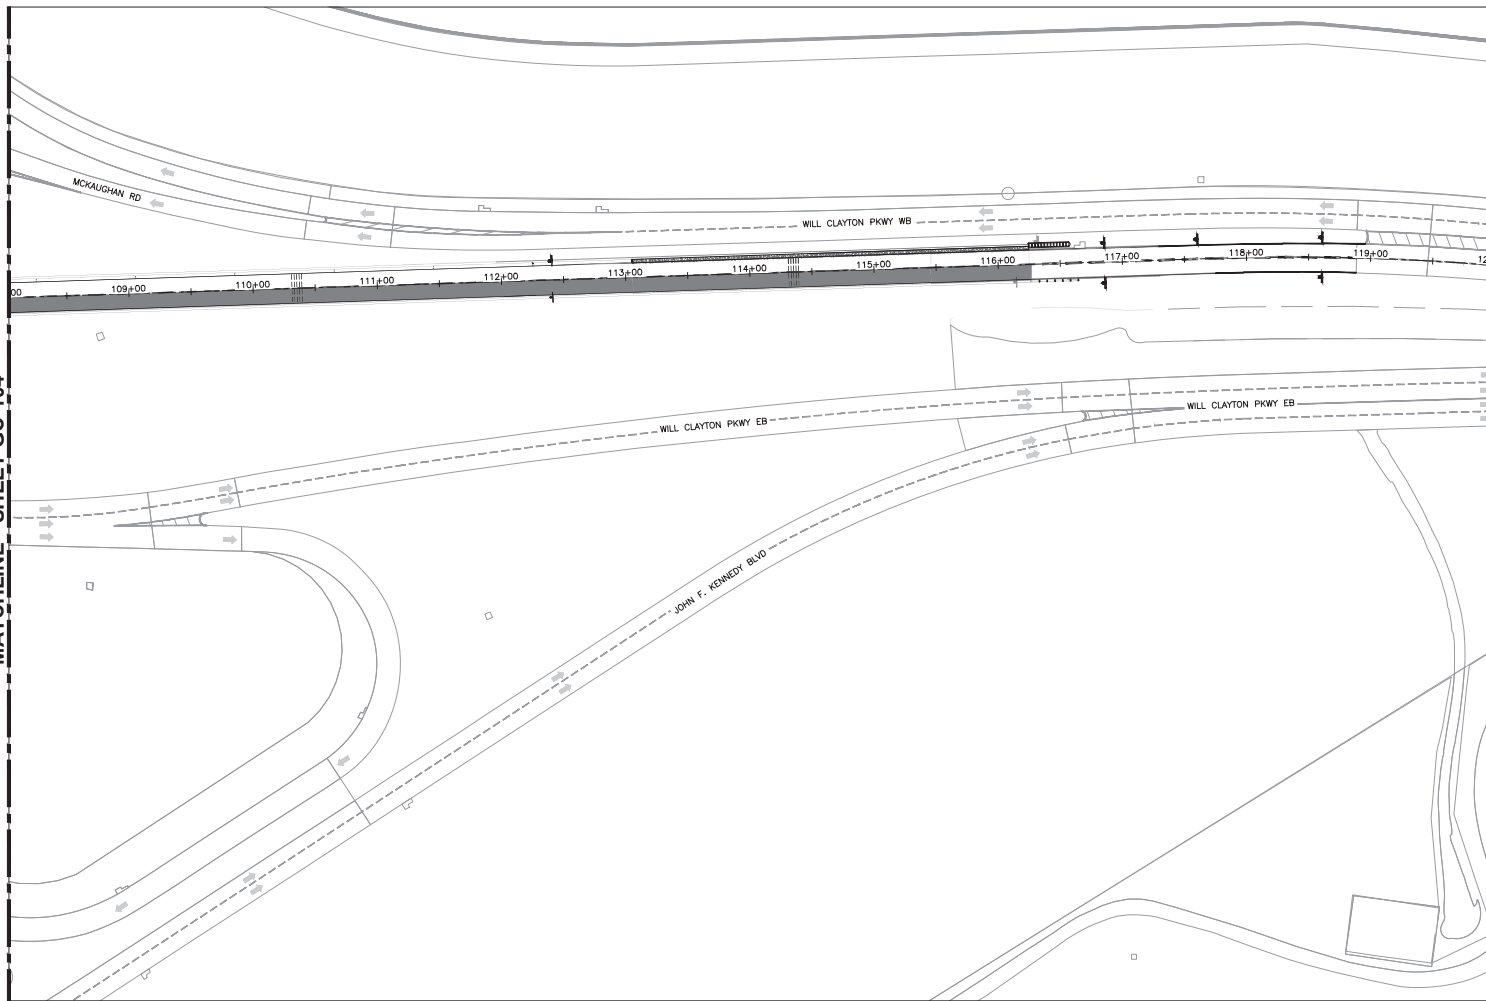 MCKAUGHAN RD
WILL CLAYTON PKWY WB
109+00
110+00
111+00
112+00
113+00
114+00
115+00
116+00
117+00
118+00
119+00
WILL CLAYTON PKWY EB
WILL CLAYTON PKWY EB
JOHN F. KENNEDY BLVD